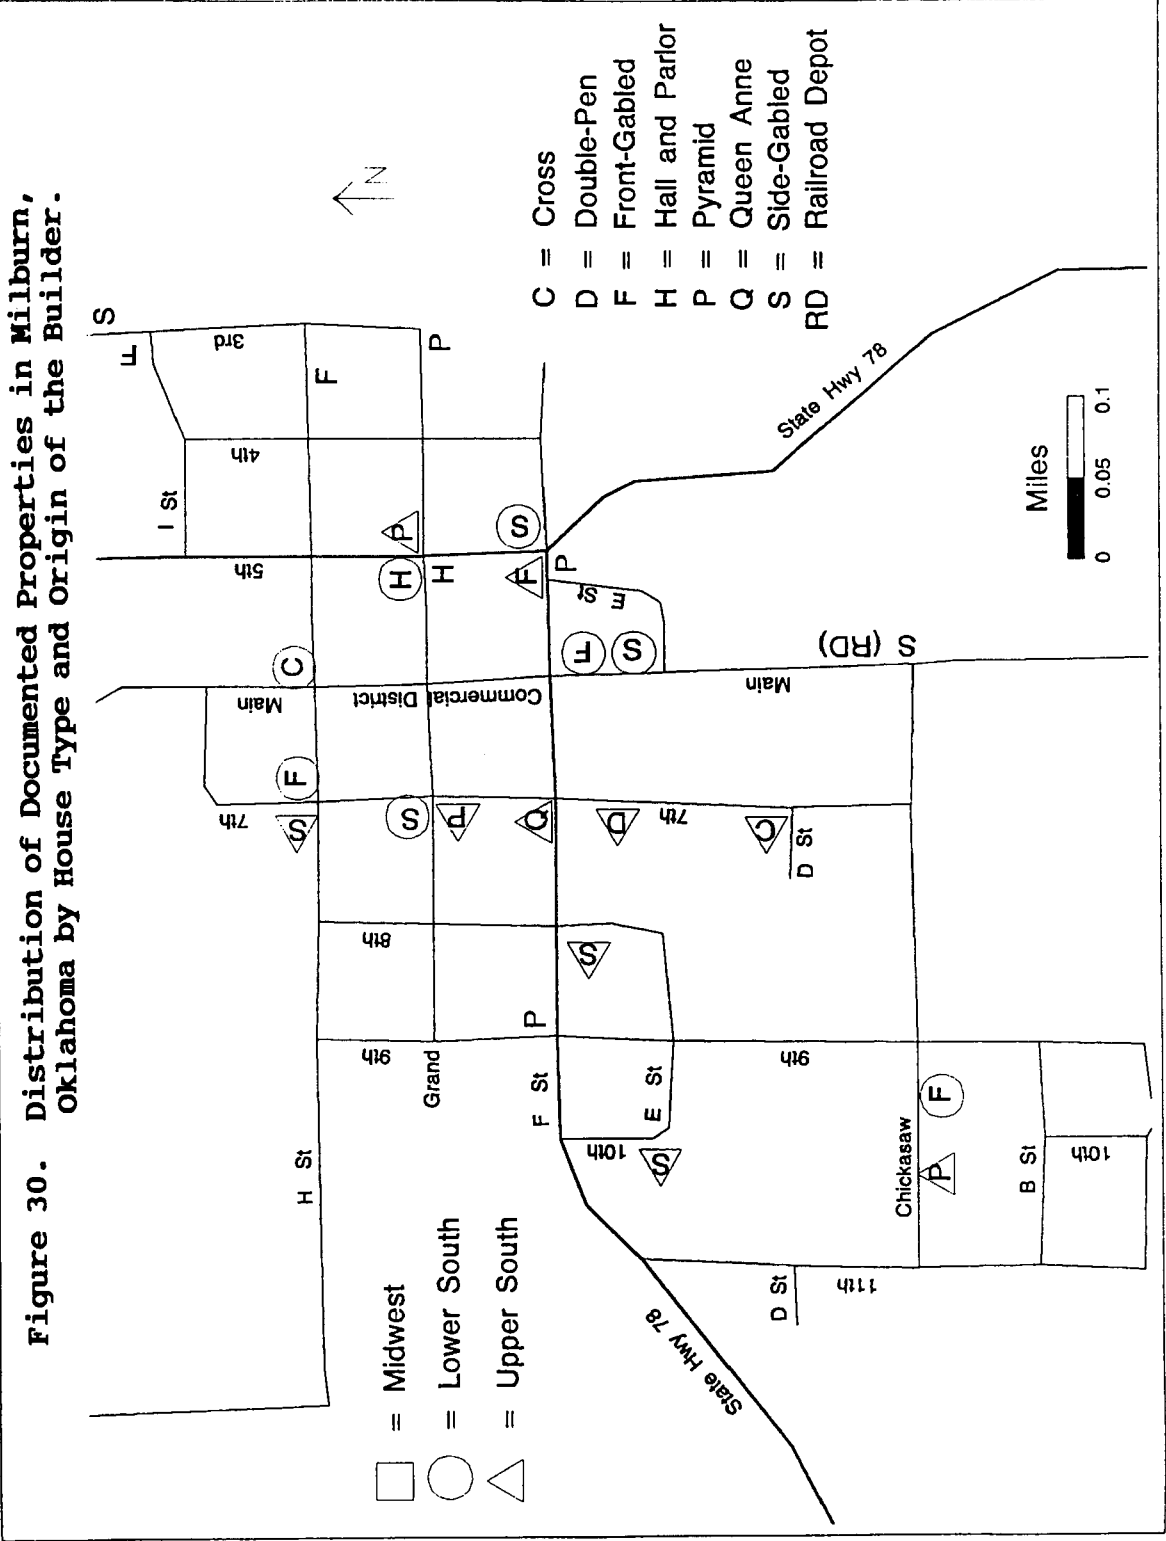 Figure 30. Distribution of Documented Properties in Milburn,
Oklahoma by House Type and Origin of the Builder.
= Midwest
= Lower South
= Upper South
N
C = Cross
D = Double-Pen
F = Front-Gabled
H = Hall and Parlor
P = Pyramid
Q = Queen Anne
S = Side-Gabled
RD = Railroad Depot
Miles
0 0.05 0.1
S
F
3rd
I St
4th
5th
F
P
P
H
H
S
F
P
E St
F
S
C
Main
Commercial District
Main
S (RD)
F
7th
S
S
P
Q
D
7th
C
D St
8th
S
9th
Grand
P
F St
E St
9th
10th
S
H St
Chickasaw
F
P
B St
10th
11th
D St
State Hwy 78
State Hwy 78